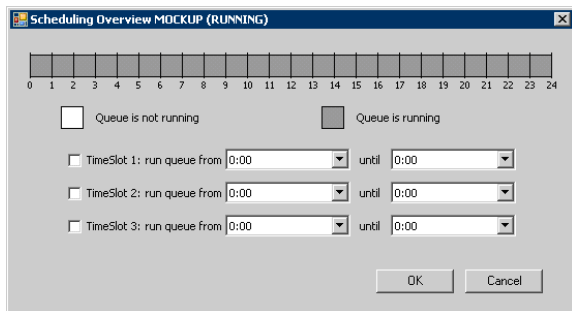 Scheduling Overview MOCKUP (RUNNING)
0 1 2 3 4 5 6 7 8 9 10 11 12 13 14 15 16 17 18 19 20 21 22 23 24
Queue is not running Queue is running
TimeSlot 1: run queue from 0:00 until 0:00
TimeSlot 2: run queue from 0:00 until 0:00
TimeSlot 3: run queue from 0:00 until 0:00
OK Cancel